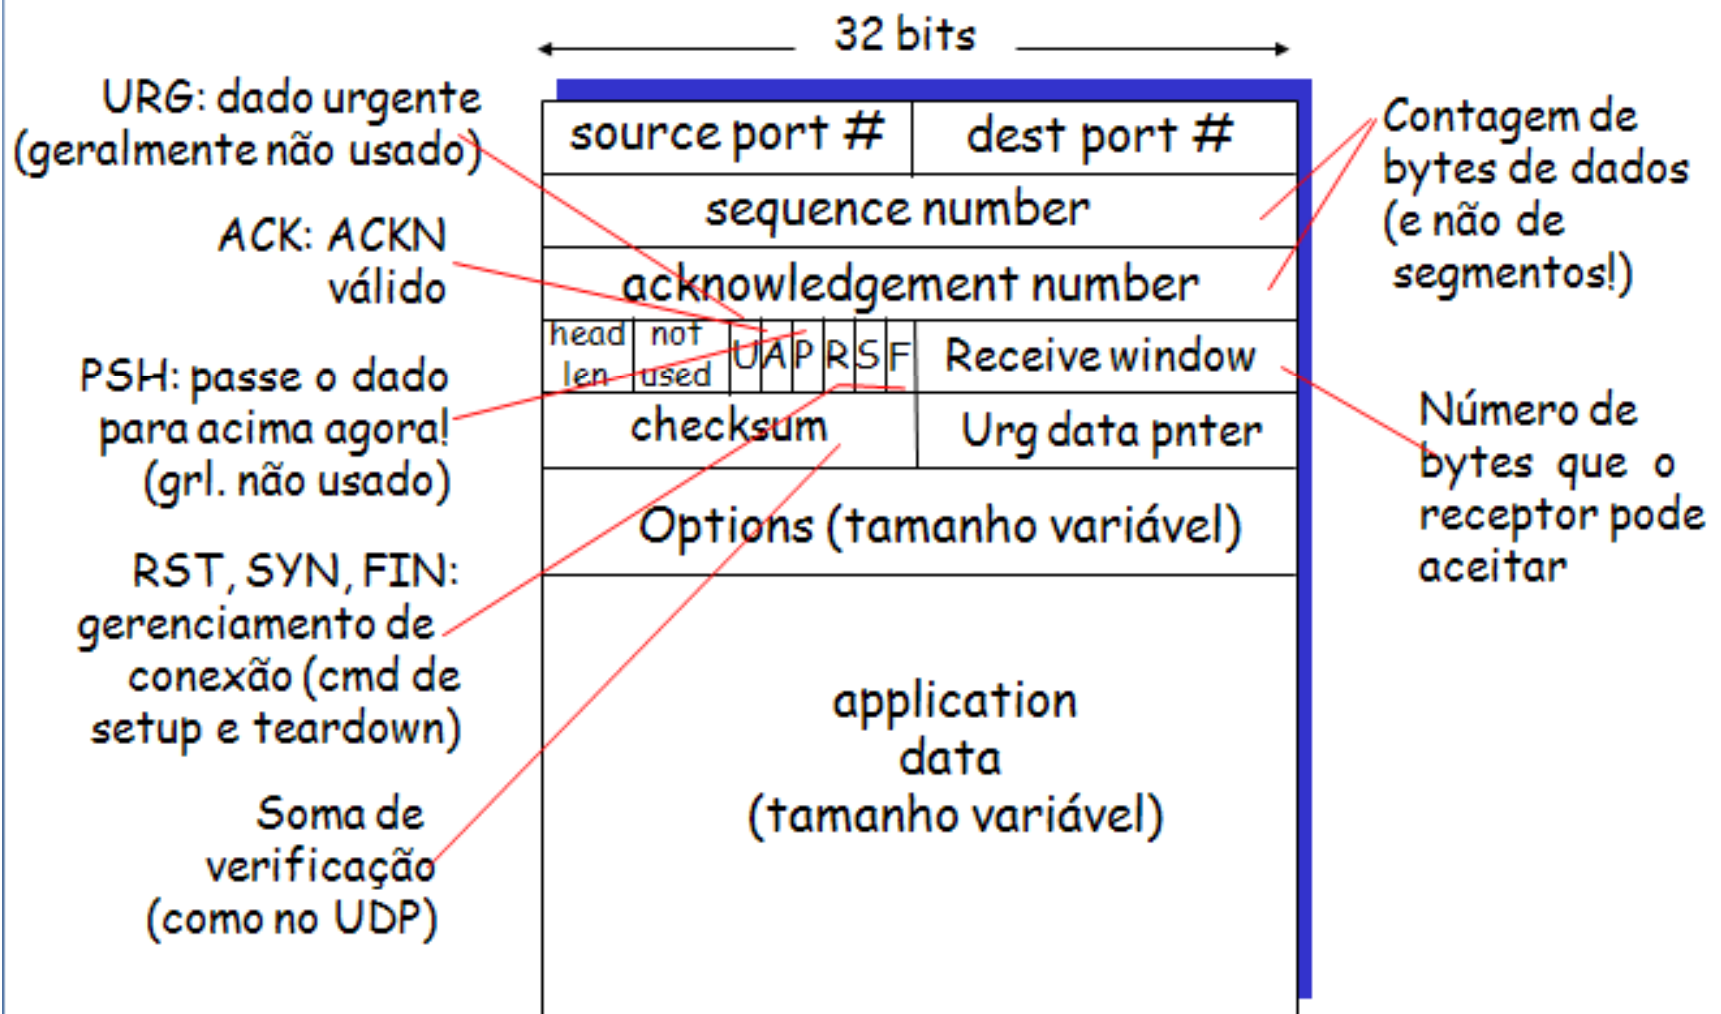 32 bits
URG: dado urgente
(geralmente não usado)
ACK: ACKN
válido
PSH: passe o dado
para acima agora!
(grl. não usado)
RST, SYN, FIN:
gerenciamento de
conexão (cmd de
setup e teardown)
Soma de
verificação
(como no UDP)
source port #
dest port #
sequence number
acknowledgement number
head
len
not
used
U
A
P
R
S
F
Receive window
checksum
Urg data pnter
Options (tamanho variável)
application
data
(tamanho variável)
Contagem de
bytes de dados
(e não de
segmentos!)
Número de
bytes que o
receptor pode
aceitar